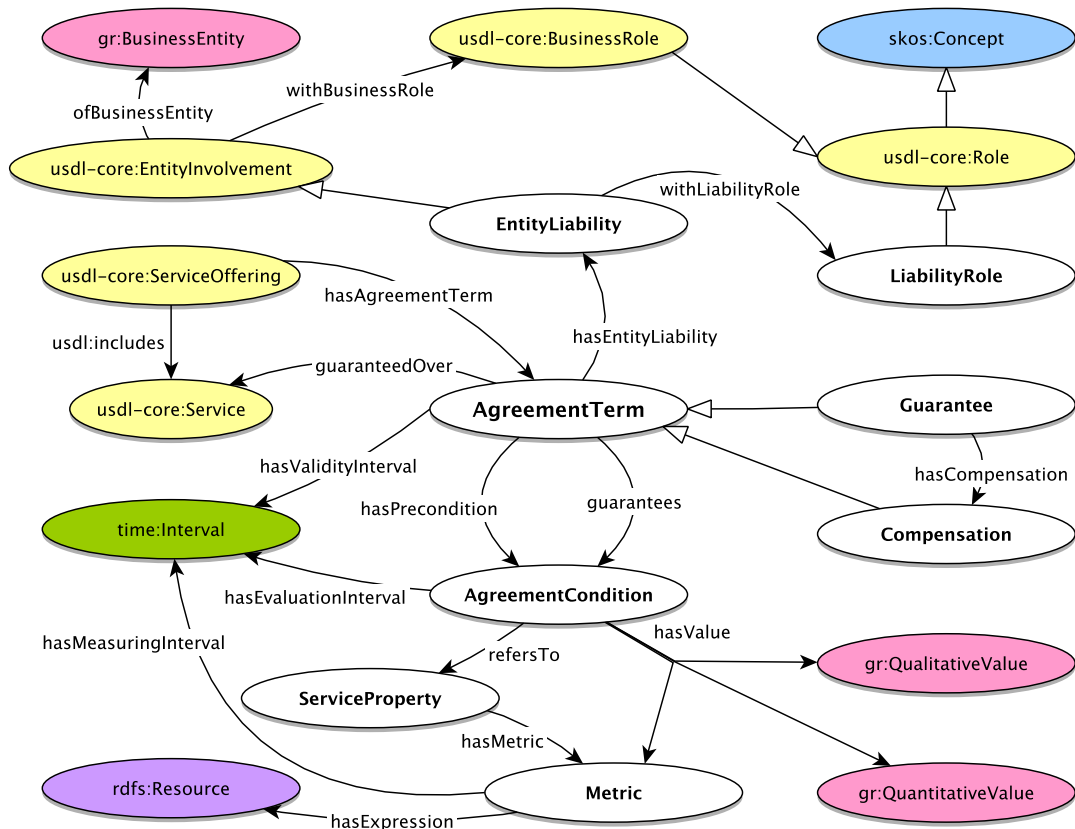 gr:BusinessEntity
usdl-core:BusinessRole
skos:Concept
withBusinessRole
ofBusinessEntity
usdl-core:EntityInvolvement
usdl-core:Role
withLiabilityRole
EntityLiability
usdl-core:ServiceOffering
LiabilityRole
hasAgreementTerm
hasEntityLiability
usdl:includes
guaranteedOver
usdl-core:Service
AgreementTerm
Guarantee
hasValidityInterval
hasCompensation
hasPrecondition
guarantees
time:Interval
Compensation
hasEvaluationInterval
AgreementCondition
hasMeasuringInterval
hasValue
refersTo
gr:QualitativeValue
ServiceProperty
hasMetric
rdfs:Resource
Metric
gr:QuantitativeValue
hasExpression